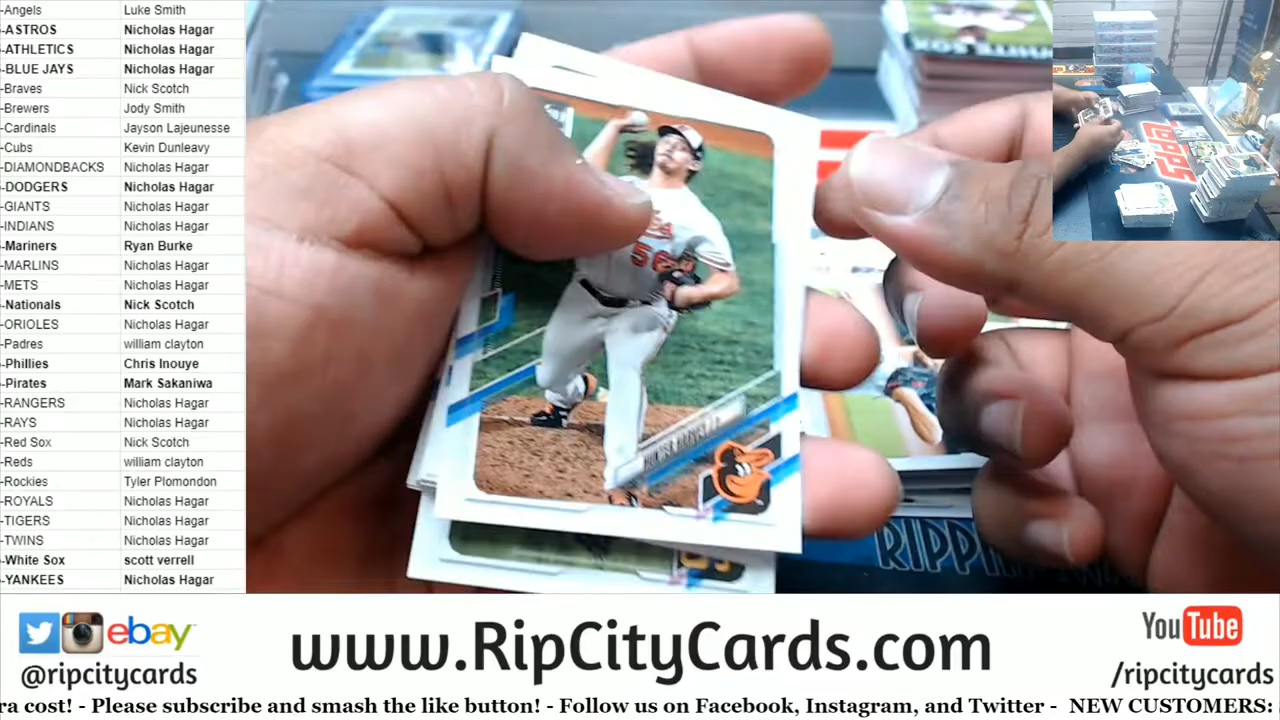 -Angels Luke Smith
-ASTROS Nicholas Hagar
-ATHLETICS Nicholas Hagar
-BLUE JAYS Nicholas Hagar
-Braves Nick Scotch
-Brewers Jody Smith
-Cardinals Jayson Lajeunesse
-Cubs Kevin Dunleavy
-DIAMONDBACKS Nicholas Hagar
-DODGERS Nicholas Hagar
-GIANTS Nicholas Hagar
-INDIANS Nicholas Hagar
-Mariners Ryan Burke
-MARLINS Nicholas Hagar
-METS Nicholas Hagar
-Nationals Nick Scotch
-ORIOLES Nicholas Hagar
-Padres william clayton
-Phillies Chris Inouye
-Pirates Mark Sakaniwa
-RANGERS Nicholas Hagar
-RAYS Nicholas Hagar
-Red Sox Nick Scotch
-Reds william clayton
-Rockies Tyler Plomondon
-ROYALS Nicholas Hagar
-TIGERS Nicholas Hagar
-TWINS Nicholas Hagar
-White Sox scott verrell
-YANKEES Nicholas Hagar
WHITE SOX
TOPPS
56
RIPP
ebay
@ripcitycards
www.RipCityCards.com
YouTube
/ripcitycards
ra cost! - Please subscribe and smash the like button! - Follow us on Facebook, Instagram, and Twitter - NEW CUSTOMERS: